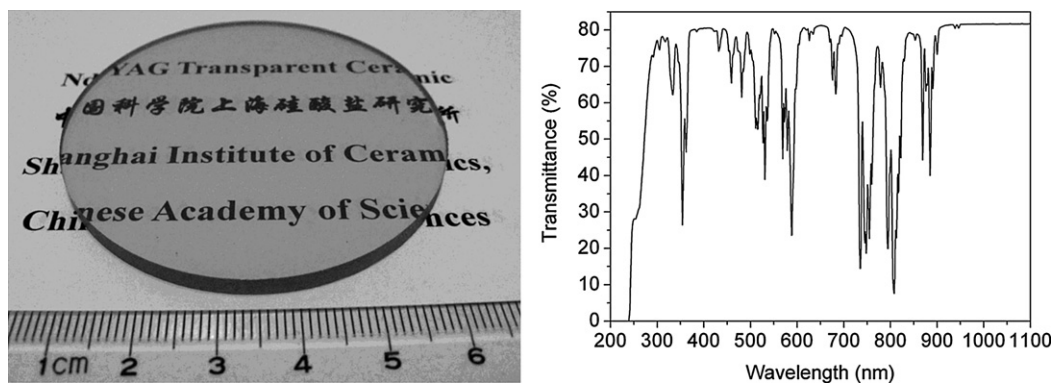 Nd YAG Transparent Ceramic
中国科学院上海硅酸盐研究所
Shanghai Institute of Ceramics,
Chinese Academy of Sciences
1cm 2 3 4 5 6
Transmittance (%)
80
70
60
50
40
30
20
10
0
200 300 400 500 600 700 800 900 1000 1100
Wavelength (nm)